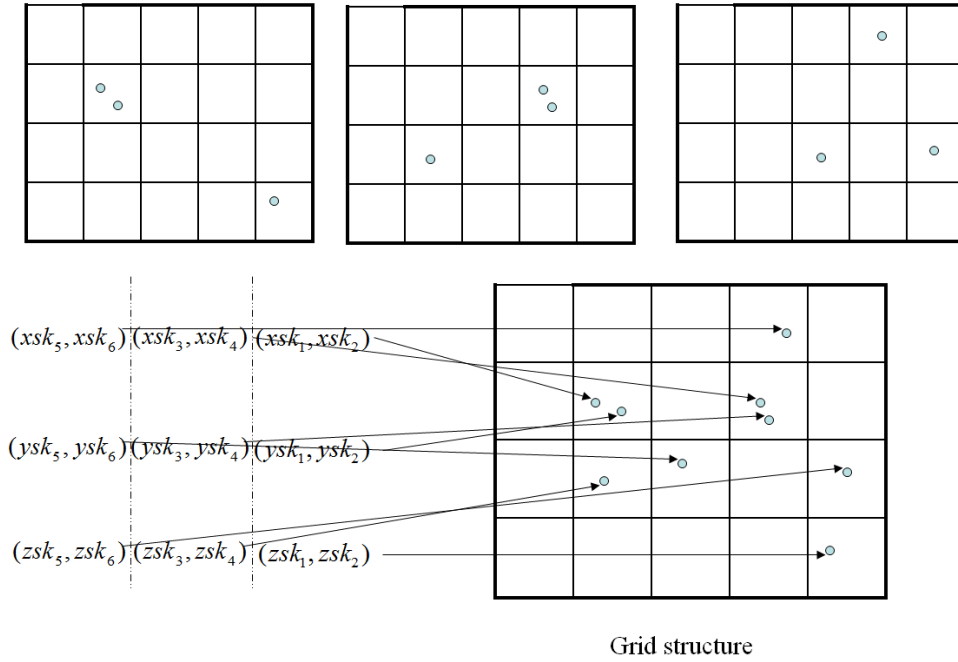 (xsk₅, xsk₆) (xsk₃, xsk₄) (xsk₁, xsk₂)
(ysk₅, ysk₆) (ysk₃, ysk₄) (ysk₁, ysk₂)
(zsk₅, zsk₆) (zsk₃, zsk₄) (zsk₁, zsk₂)
Grid structure